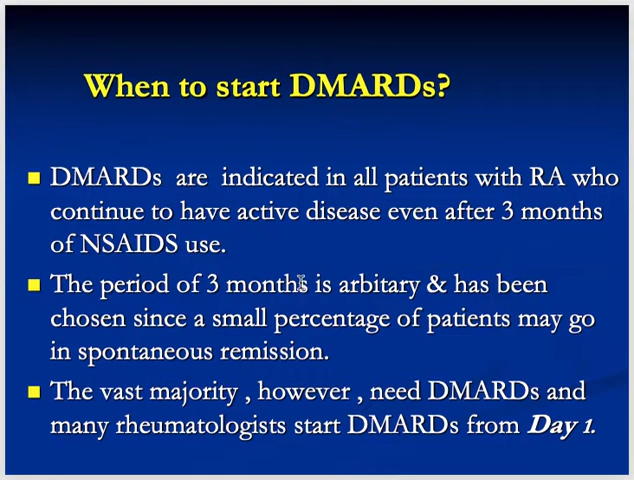 When to start DMARDs?
DMARDs are indicated in all patients with RA who
continue to have active disease even after 3 months
of NSAIDS use.
The period of 3 months is arbitary & has been
chosen since a small percentage of patients may go
in spontaneous remission.
The vast majority , however , need DMARDs and
many rheumatologists start DMARDs from Day 1.